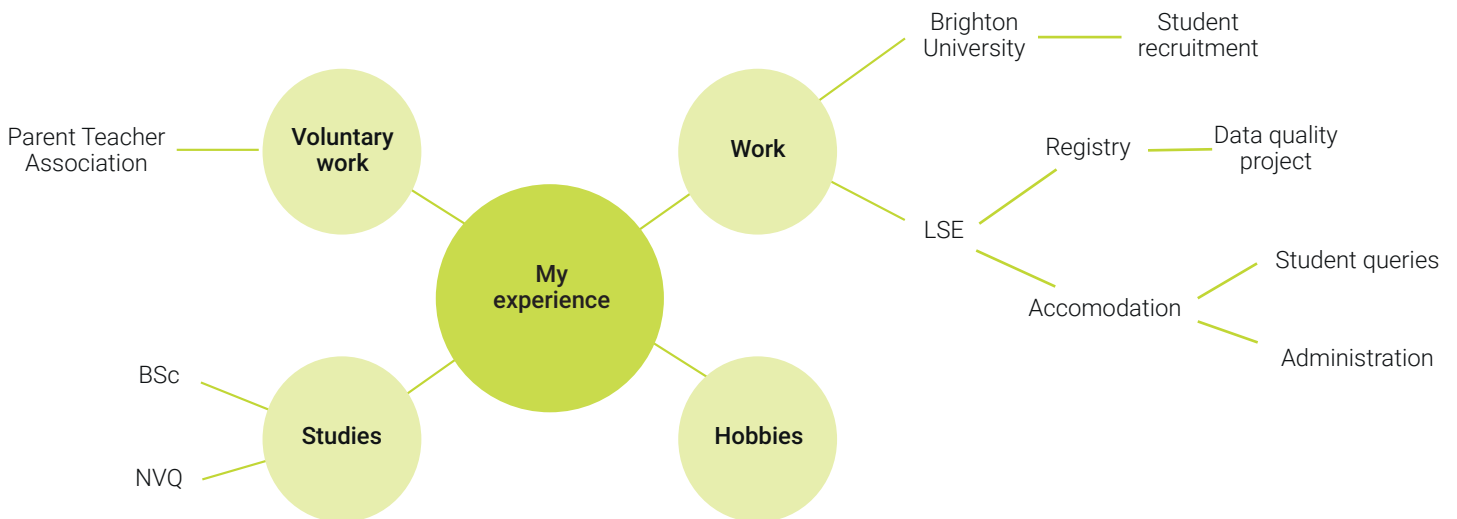 Brighton
University
Student
recruitment
Parent Teacher
Association
Voluntary
work
Work
Registry
Data quality
project
LSE
My
experience
Student queries
Accomodation
Administration
BSc
Studies
NVQ
Hobbies